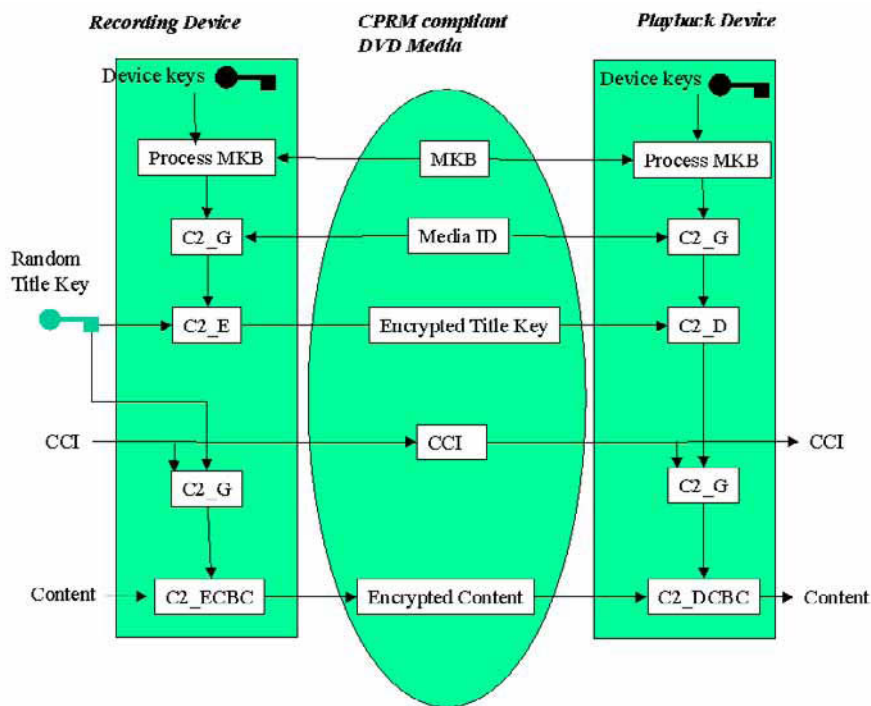 Recording Device
CPRM compliant
DVD Media
Playback Device
Device keys
Device keys
Process MKB
MKB
Process MKB
C2_G
Media ID
C2_G
Random
Title Key
C2_E
Encrypted Title Key
C2_D
CCI
CCI
CCI
C2_G
C2_G
Content
C2_ECBC
Encrypted Content
C2_DCBC
Content